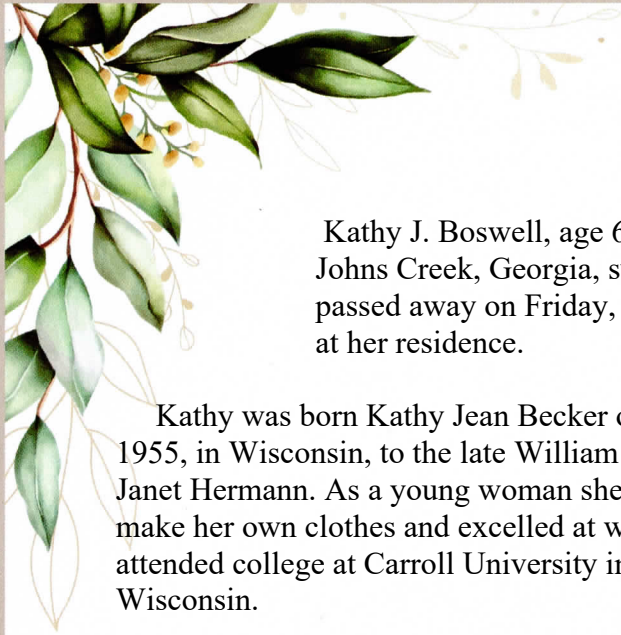 Kathy J. Boswell, age 6
Johns Creek, Georgia, s
passed away on Friday,
at her residence.
Kathy was born Kathy Jean Becker o
1955, in Wisconsin, to the late William
Janet Hermann. As a young woman she
make her own clothes and excelled at w
attended college at Carroll University in
Wisconsin.